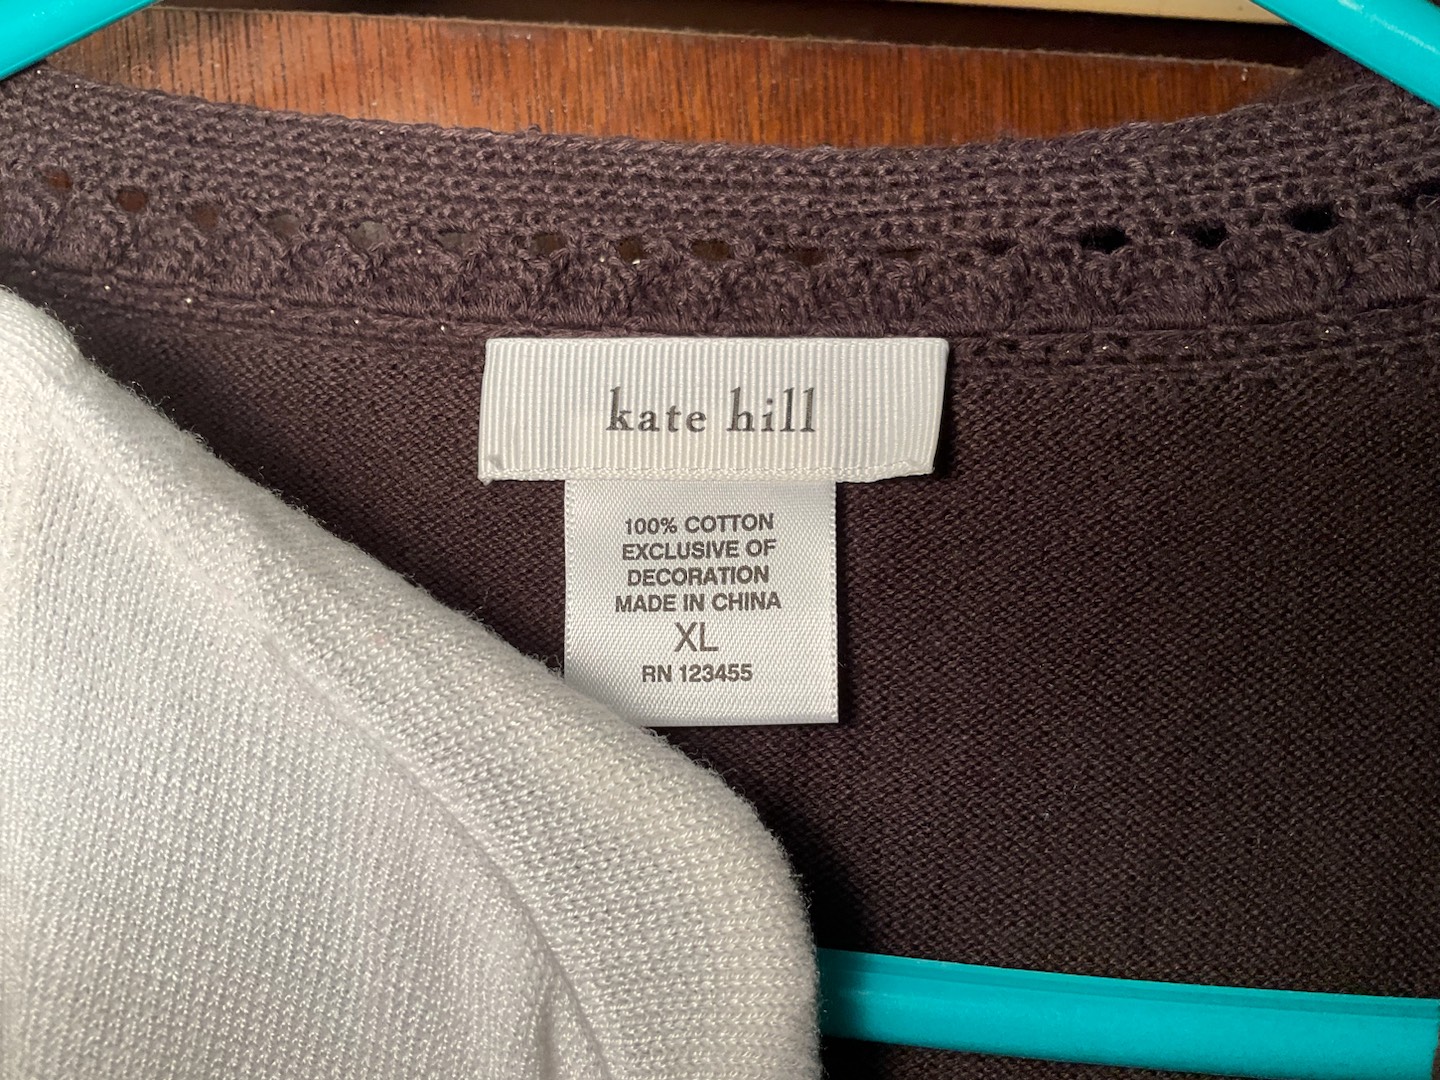 kate hill
100% COTTON
EXCLUSIVE OF
DECORATION
MADE IN CHINA
XL
RN 123455